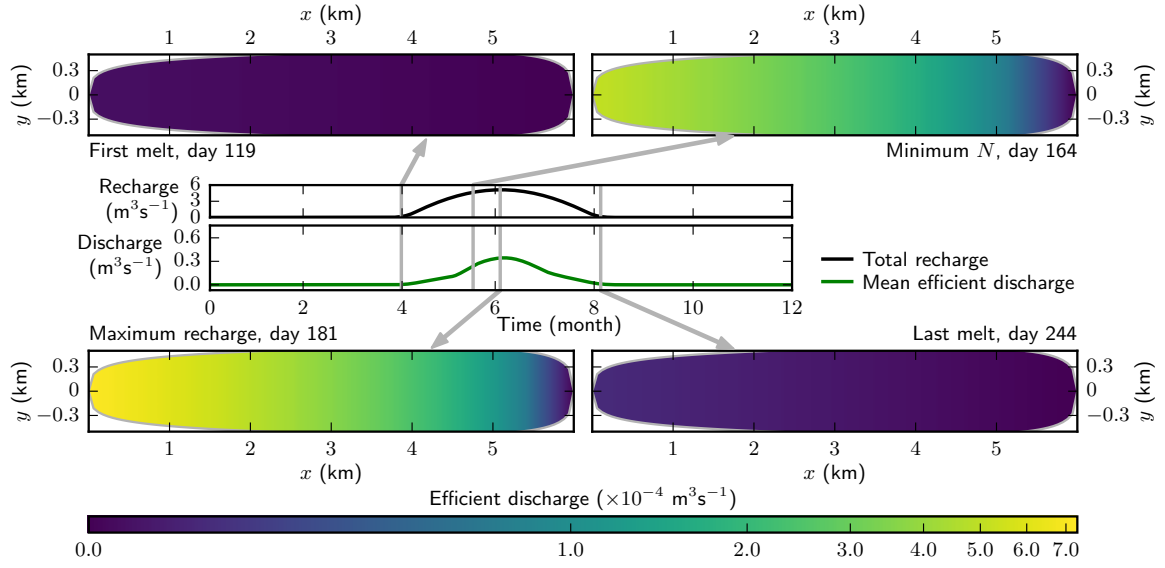 x (km) x (km)
1 2 3 4 5 1 2 3 4 5
y (km) 0.3 0 −0.3 0.3 0 −0.3 y (km)
First melt, day 119 Minimum N, day 164
Recharge (m³s⁻¹) 6 3 0
Discharge (m³s⁻¹) 0.6 0.3 0.0
Total recharge
Mean efficient discharge
0 2 4 6 8 10 12
Time (month)
Maximum recharge, day 181 Last melt, day 244
y (km) 0.3 0 −0.3 0.3 0 −0.3 y (km)
1 2 3 4 5 1 2 3 4 5
x (km) x (km)
Efficient discharge (×10⁻⁴ m³s⁻¹)
0.0 1.0 2.0 3.0 4.0 5.0 6.0 7.0